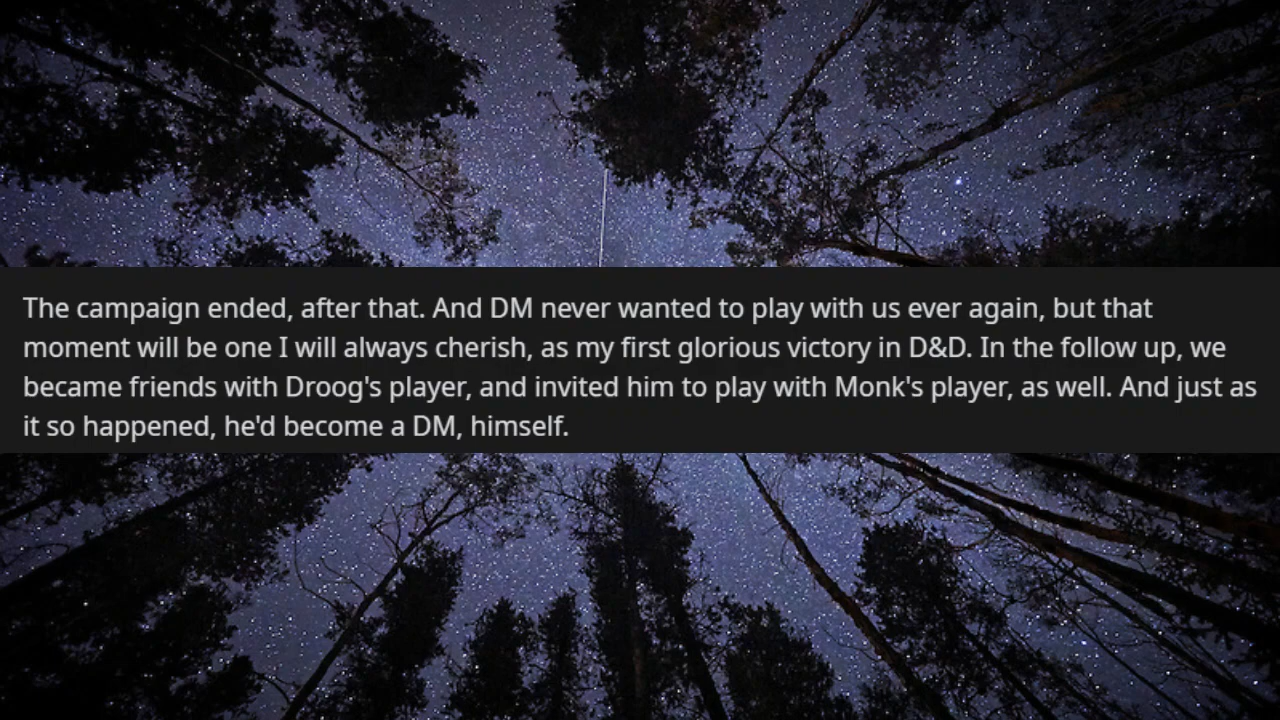 The campaign ended, after that. And DM never wanted to play with us ever again, but that
moment will be one I will always cherish, as my first glorious victory in D&D. In the follow up, we
became friends with Droog's player, and invited him to play with Monk's player, as well. And just as
it so happened, he'd become a DM, himself.